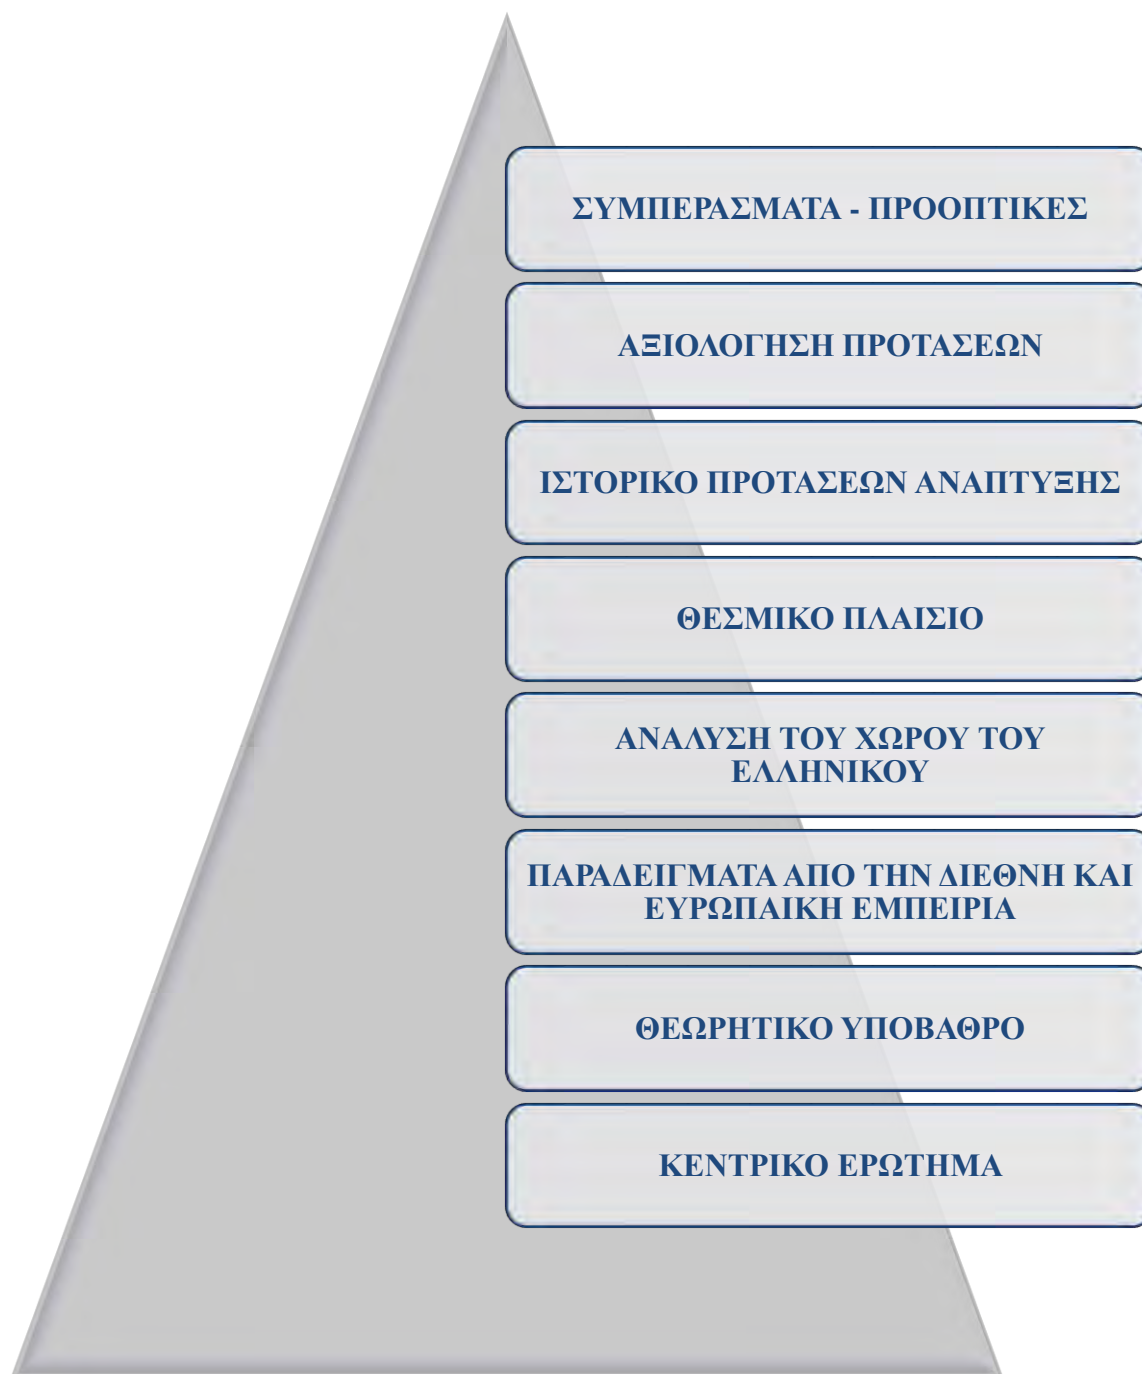 ΣΥΜΠΕΡΑΣΜΑΤΑ - ΠΡΟΟΠΤΙΚΕΣ
ΑΞΙΟΛΟΓΗΣΗ ΠΡΟΤΑΣΕΩΝ
ΙΣΤΟΡΙΚΟ ΠΡΟΤΑΣΕΩΝ ΑΝΑΠΤΥΞΗΣ
ΘΕΣΜΙΚΟ ΠΛΑΙΣΙΟ
ΑΝΑΛΥΣΗ ΤΟΥ ΧΩΡΟΥ ΤΟΥ
ΕΛΛΗΝΙΚΟΥ
ΠΑΡΑΔΕΙΓΜΑΤΑ ΑΠΟ ΤΗΝ ΔΙΕΘΝΗ ΚΑΙ
ΕΥΡΩΠΑΙΚΗ ΕΜΠΕΙΡΙΑ
ΘΕΩΡΗΤΙΚΟ ΥΠΟΒΑΘΡΟ
ΚΕΝΤΡΙΚΟ ΕΡΩΤΗΜΑ